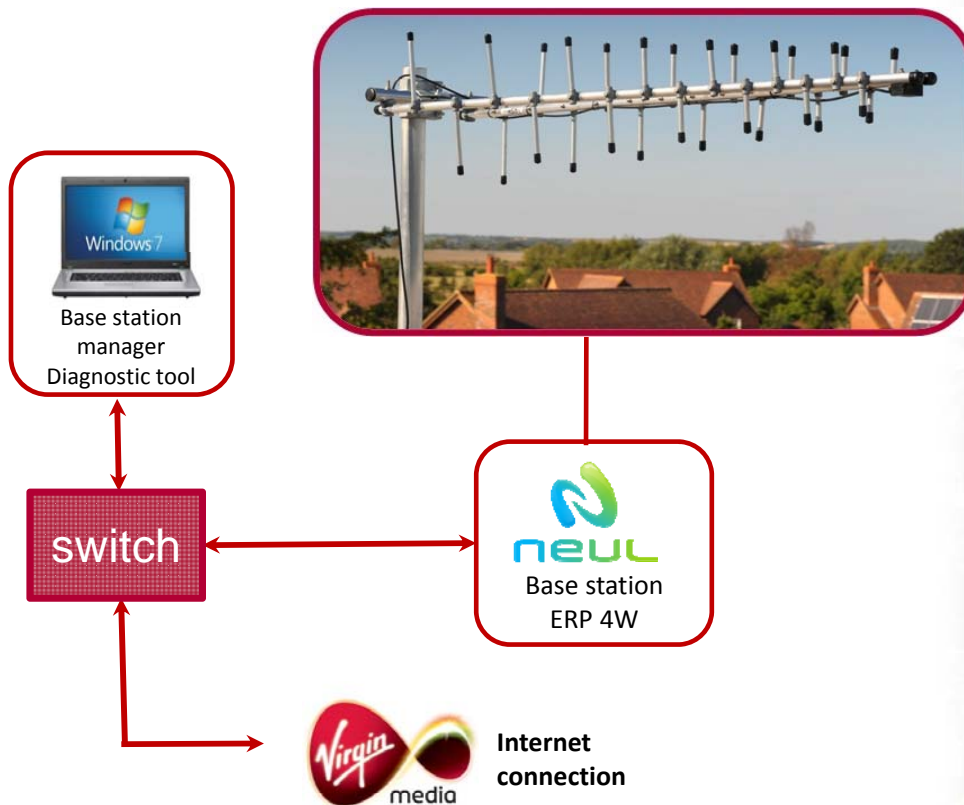 Windows 7
Base station
manager
Diagnostic tool
switch
neul
Base station
ERP 4W
Virgin
media
Internet
connection